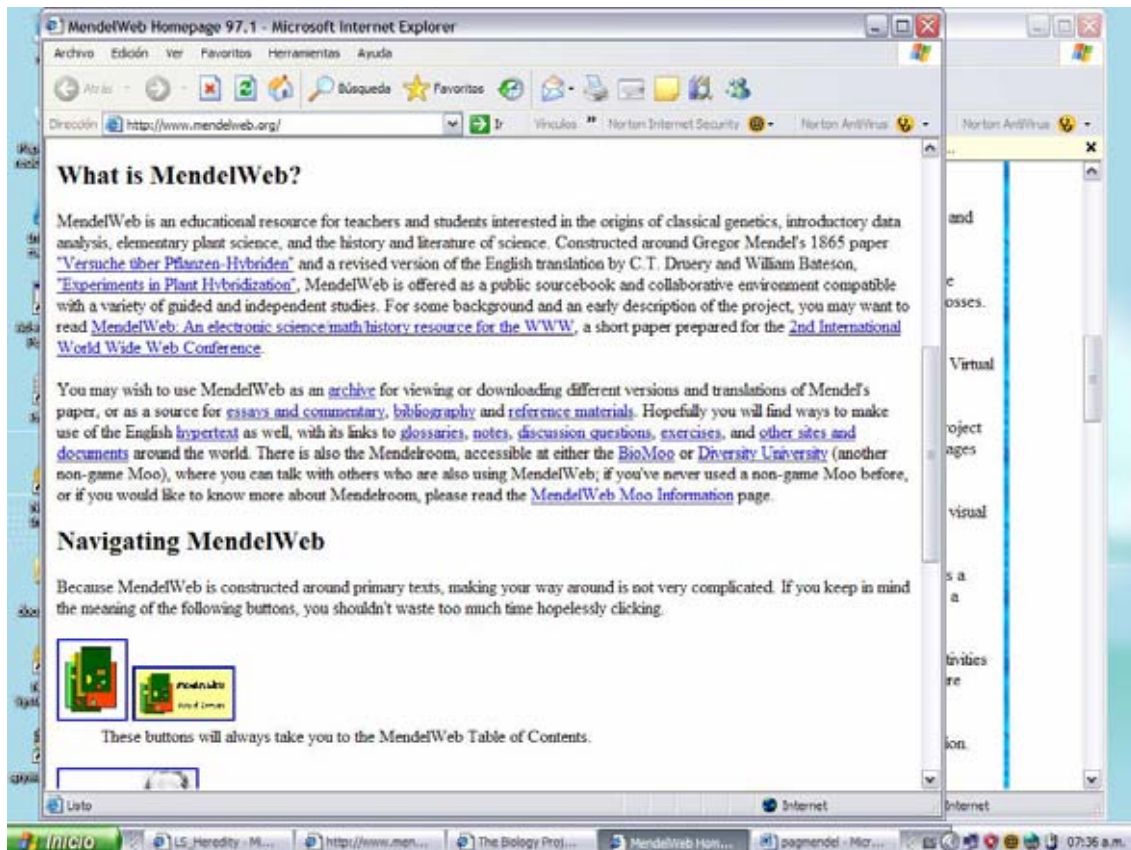 MendelWeb Homepage 97.1 - Microsoft Internet Explorer
Archivo Edición Ver Favoritos Herramientas Ayuda
Atrás Búsqueda Favoritos
Dirección http://www.mendelweb.org/ Ir Vínculos » Norton Internet Security Norton AntiVirus Norton AntiVirus
What is MendelWeb?
MendelWeb is an educational resource for teachers and students interested in the origins of classical genetics, introductory data
analysis, elementary plant science, and the history and literature of science. Constructed around Gregor Mendel's 1865 paper
"Versuche über Pflanzen-Hybriden" and a revised version of the English translation by C.T. Druery and William Bateson,
"Experiments in Plant Hybridization", MendelWeb is offered as a public sourcebook and collaborative environment compatible
with a variety of guided and independent studies. For some background and an early description of the project, you may want to
read MendelWeb: An electronic science/math/history resource for the WWW, a short paper prepared for the 2nd International
World Wide Web Conference.
You may wish to use MendelWeb as an archive for viewing or downloading different versions and translations of Mendel's
paper, or as a source for essays and commentary, bibliography and reference materials. Hopefully you will find ways to make
use of the English hypertext as well, with its links to glossaries, notes, discussion questions, exercises, and other sites and
documents around the world. There is also the Mendelroom, accessible at either the BioMoo or Diversity University (another
non-game Moo), where you can talk with others who are also using MendelWeb; if you've never used a non-game Moo before,
or if you would like to know more about Mendelroom, please read the MendelWeb Moo Information page.
Navigating MendelWeb
Because MendelWeb is constructed around primary texts, making your way around is not very complicated. If you keep in mind
the meaning of the following buttons, you shouldn't waste too much time hopelessly clicking.
MendelWeb
These buttons will always take you to the MendelWeb Table of Contents.
and
osses.
Virtual
oject
ages
visual
s a
a
tivities
re
ion.
Listo Internet Internet
Inicio LS_Heredity - Mi... http://www.men... The Biology Proj... MendelWeb Hom... pagmendel - Micr... ES 07:36 a.m.